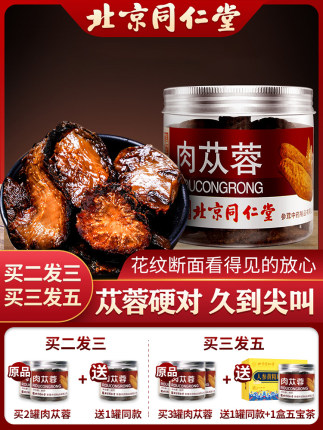 北京同仁堂
肉苁蓉
ROUCONGRONG
北京同仁堂
买二发三
买三发五
花纹断面看得见的放心
苁蓉硬对 久到尖叫
买二发三
买三发五
原品
肉苁蓉
送
肉苁蓉
原品
肉苁蓉
送
肉苁蓉
买2罐肉苁蓉
送1罐同款
买3罐肉苁蓉
送1罐同款+1盒五宝茶